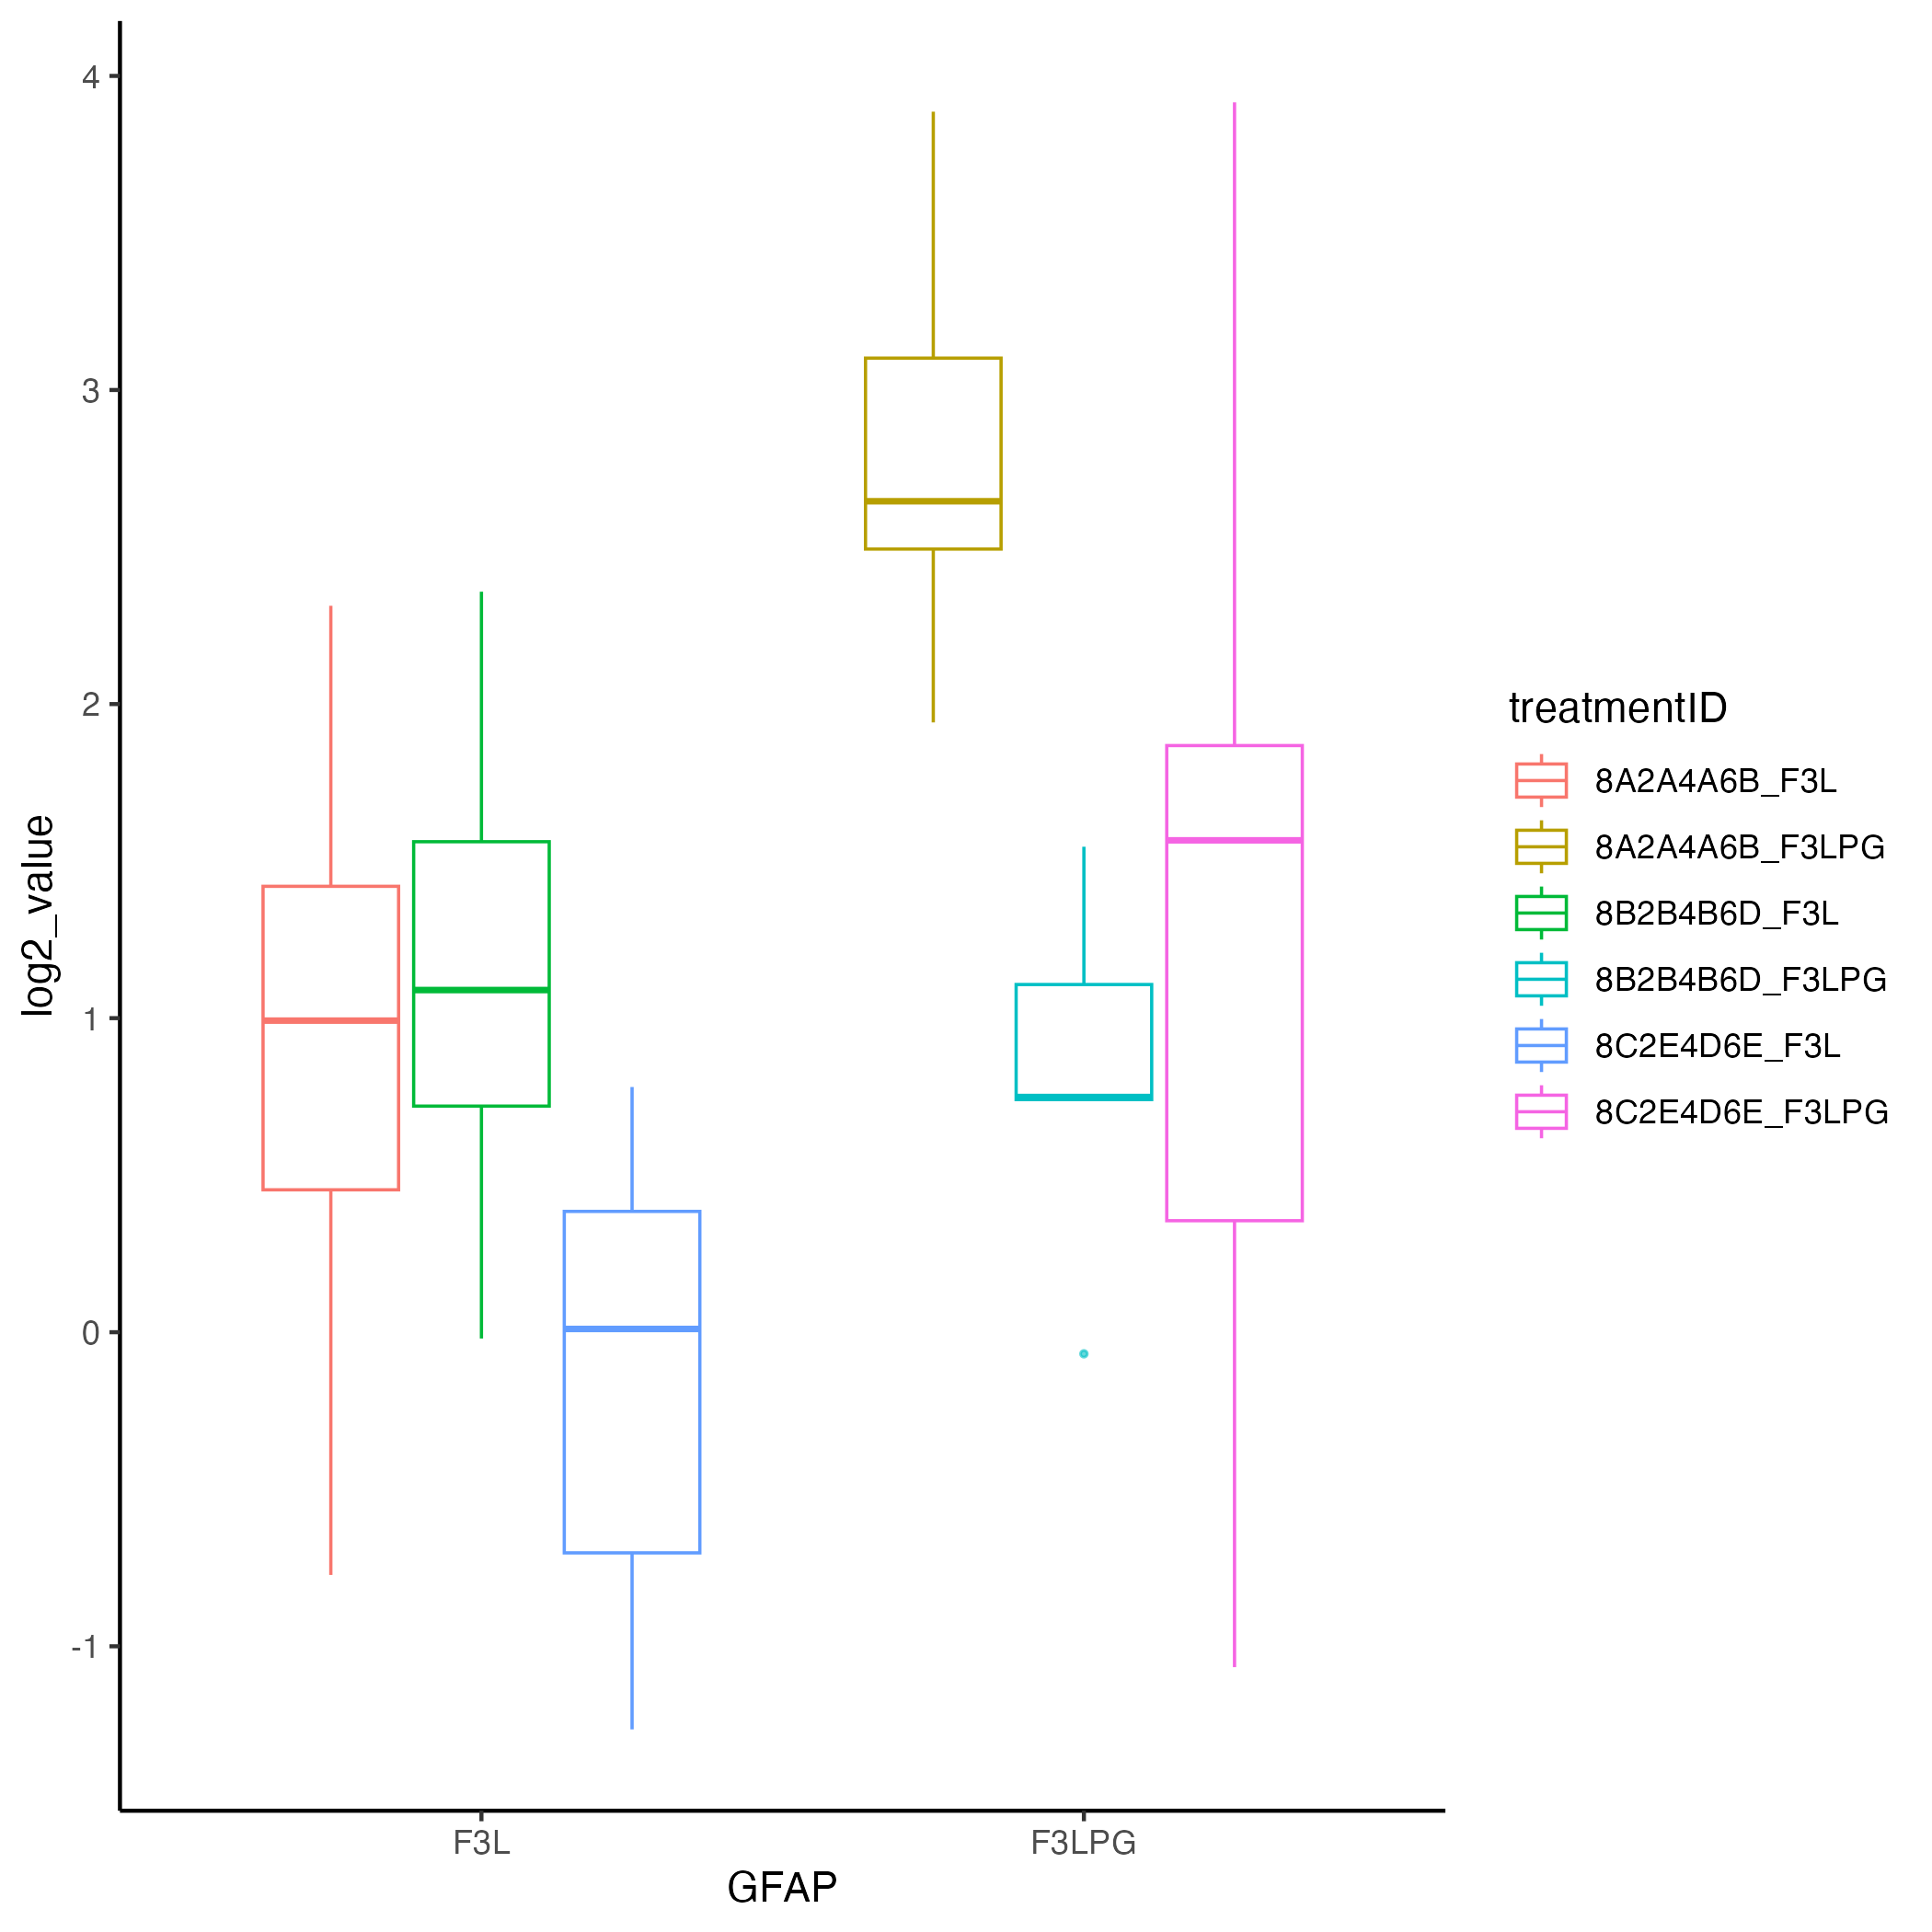 4
3
2
1
0
-1
log2_value
F3L
F3LPG
GFAP
treatmentID
8A2A4A6B_F3L
8A2A4A6B_F3LPG
8B2B4B6D_F3L
8B2B4B6D_F3LPG
8C2E4D6E_F3L
8C2E4D6E_F3LPG